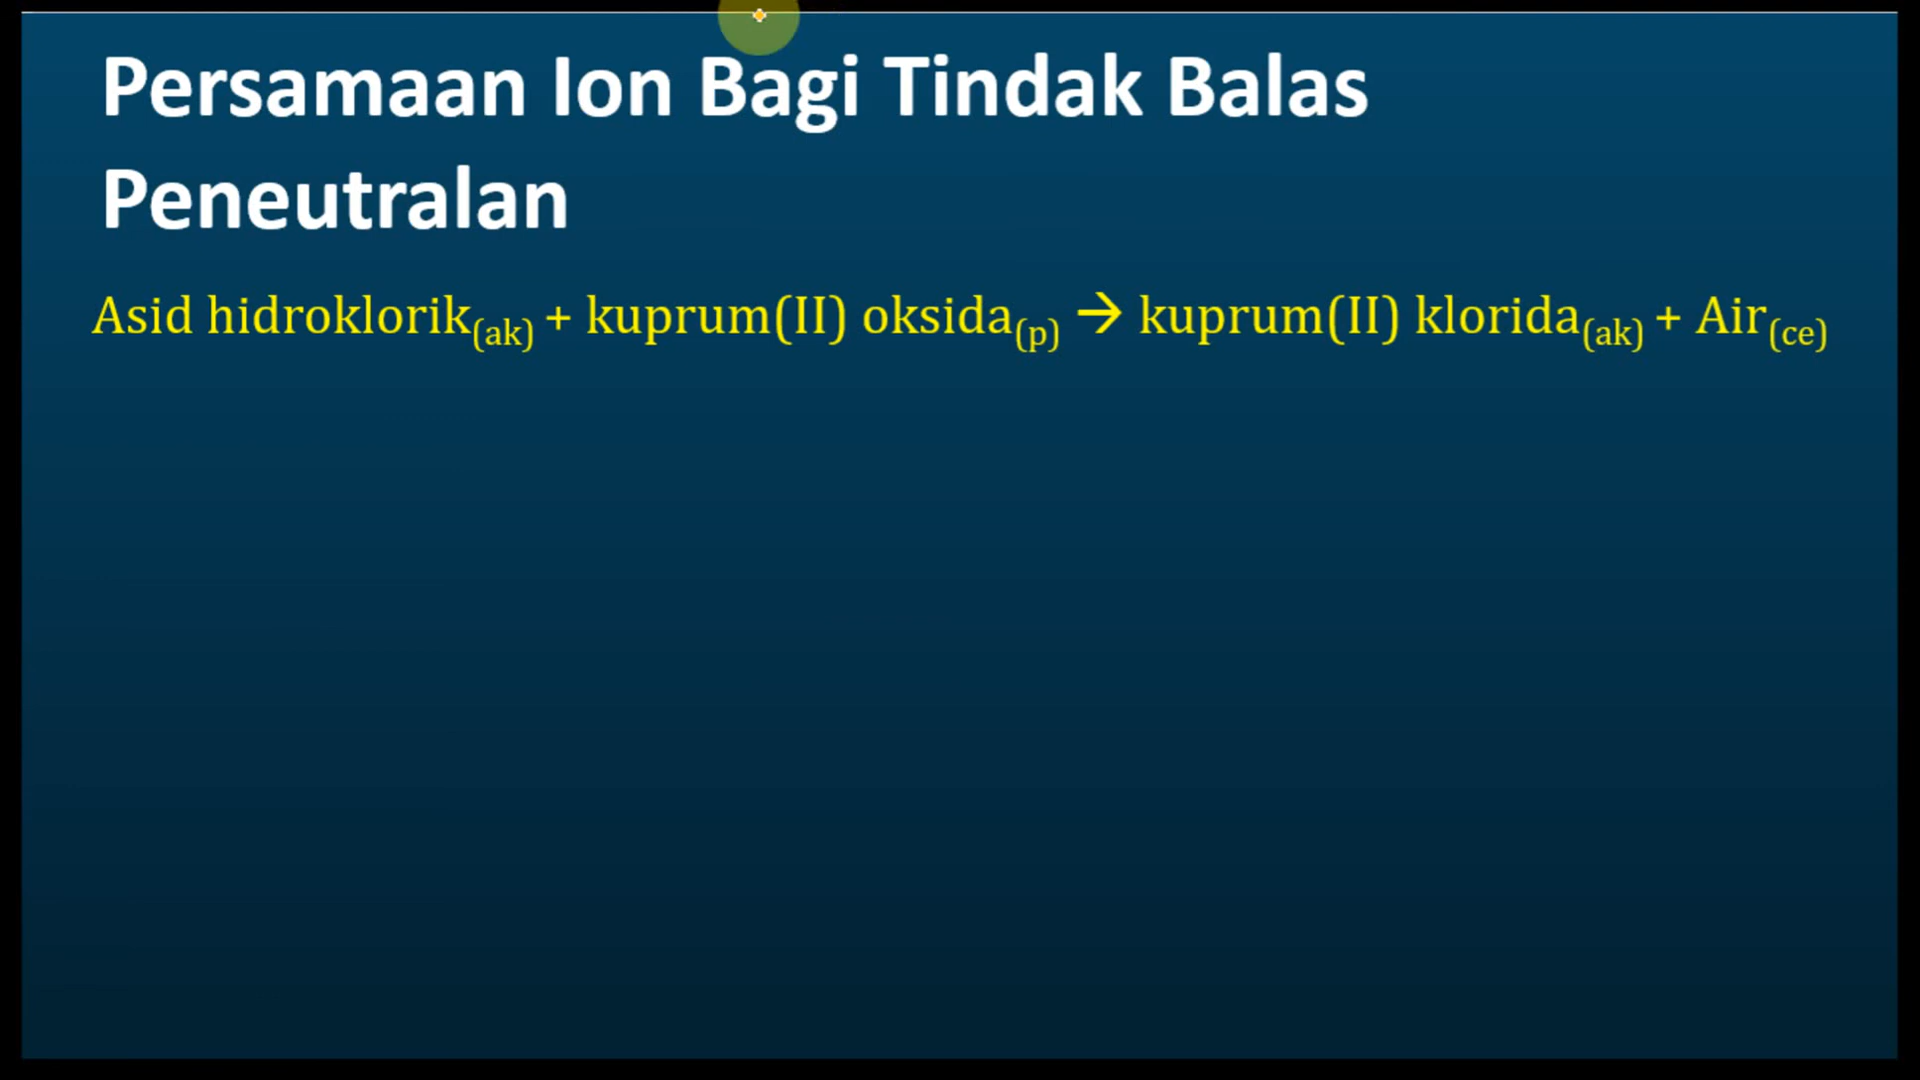 Persamaan Ion Bagi Tindak Balas
Peneutralan
Asid hidroklorik(ak) + kuprum(II) oksida(p) → kuprum(II) klorida(ak) + Air(ce)